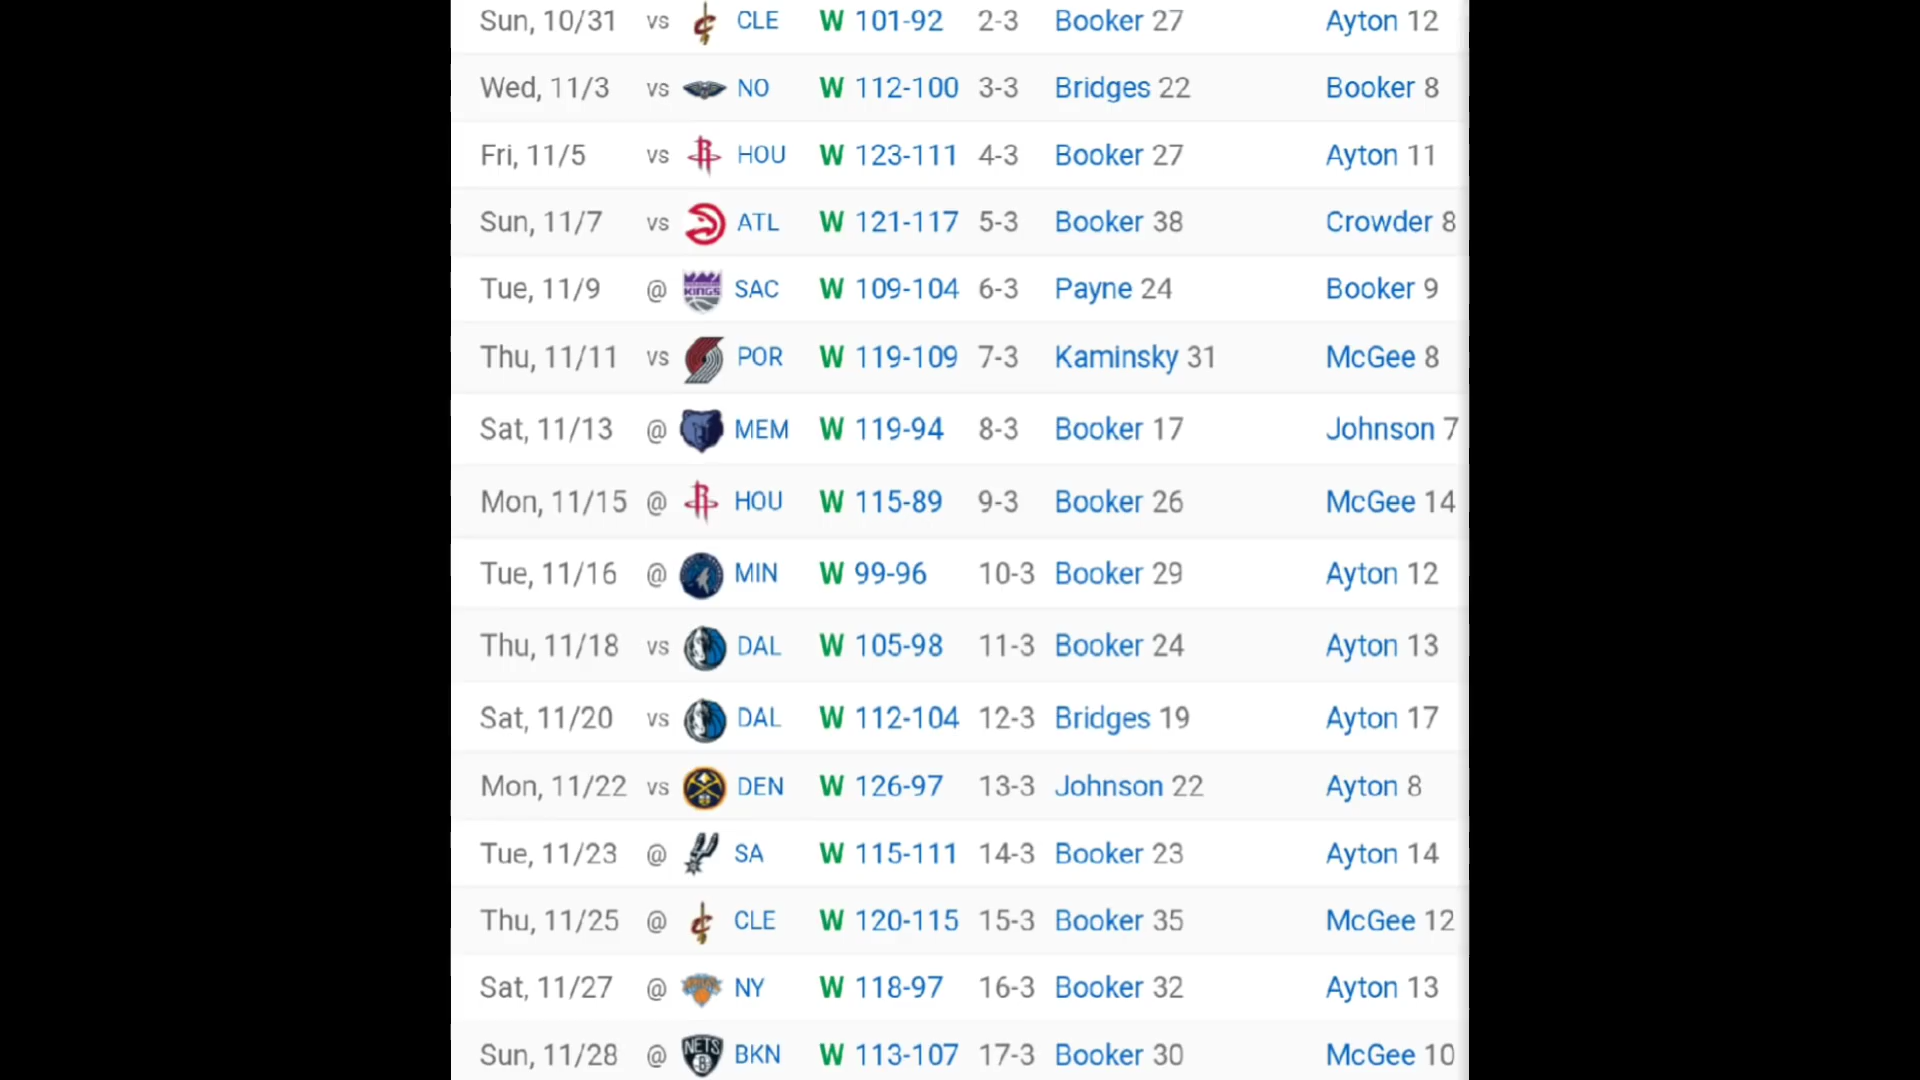 Sun, 10/31 vs CLE W 101-92 2-3 Booker 27 Ayton 12
Wed, 11/3 vs NO W 112-100 3-3 Bridges 22 Booker 8
Fri, 11/5 vs HOU W 123-111 4-3 Booker 27 Ayton 11
Sun, 11/7 vs ATL W 121-117 5-3 Booker 38 Crowder 8
Tue, 11/9 @ KINGS SAC W 109-104 6-3 Payne 24 Booker 9
Thu, 11/11 vs POR W 119-109 7-3 Kaminsky 31 McGee 8
Sat, 11/13 @ MEM W 119-94 8-3 Booker 17 Johnson 7
Mon, 11/15 @ HOU W 115-89 9-3 Booker 26 McGee 14
Tue, 11/16 @ MIN W 99-96 10-3 Booker 29 Ayton 12
Thu, 11/18 vs DAL W 105-98 11-3 Booker 24 Ayton 13
Sat, 11/20 vs DAL W 112-104 12-3 Bridges 19 Ayton 17
Mon, 11/22 vs DEN W 126-97 13-3 Johnson 22 Ayton 8
Tue, 11/23 @ SA W 115-111 14-3 Booker 23 Ayton 14
Thu, 11/25 @ CLE W 120-115 15-3 Booker 35 McGee 12
Sat, 11/27 @ NY W 118-97 16-3 Booker 32 Ayton 13
Sun, 11/28 @ NETS B BKN W 113-107 17-3 Booker 30 McGee 10